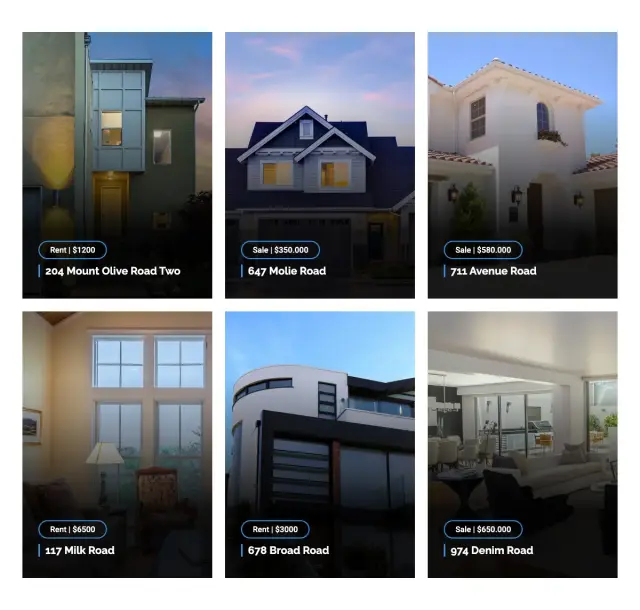 Rent | $1200
204 Mount Olive Road Two
Sale | $350.000
647 Molie Road
Sale | $580.000
711 Avenue Road
Rent | $6500
117 Milk Road
Rent | $3000
678 Broad Road
Sale | $650.000
974 Denim Road